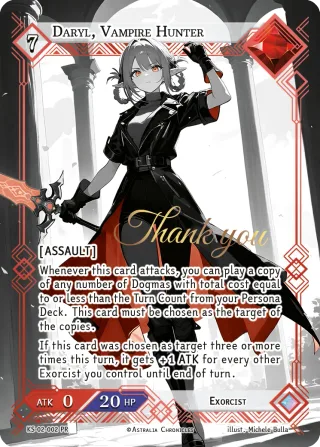 7
DARYL, VAMPIRE HUNTER
Thank you
[ASSAULT]
Whenever this card attacks, you can play a copy
of any number of Dogmas with total cost equal
to or less than the Turn Count from your Persona
Deck. This card must be chosen as the target of
the copies.
If this card was chosen as target three or more
times this turn, it gets +1 ATK for every other
Exorcist you control until end of turn.
ATK 0 20 HP EXORCIST
KS-02-002 PR ©ASTRALIA CHRONICLES illust. Michele Bulla